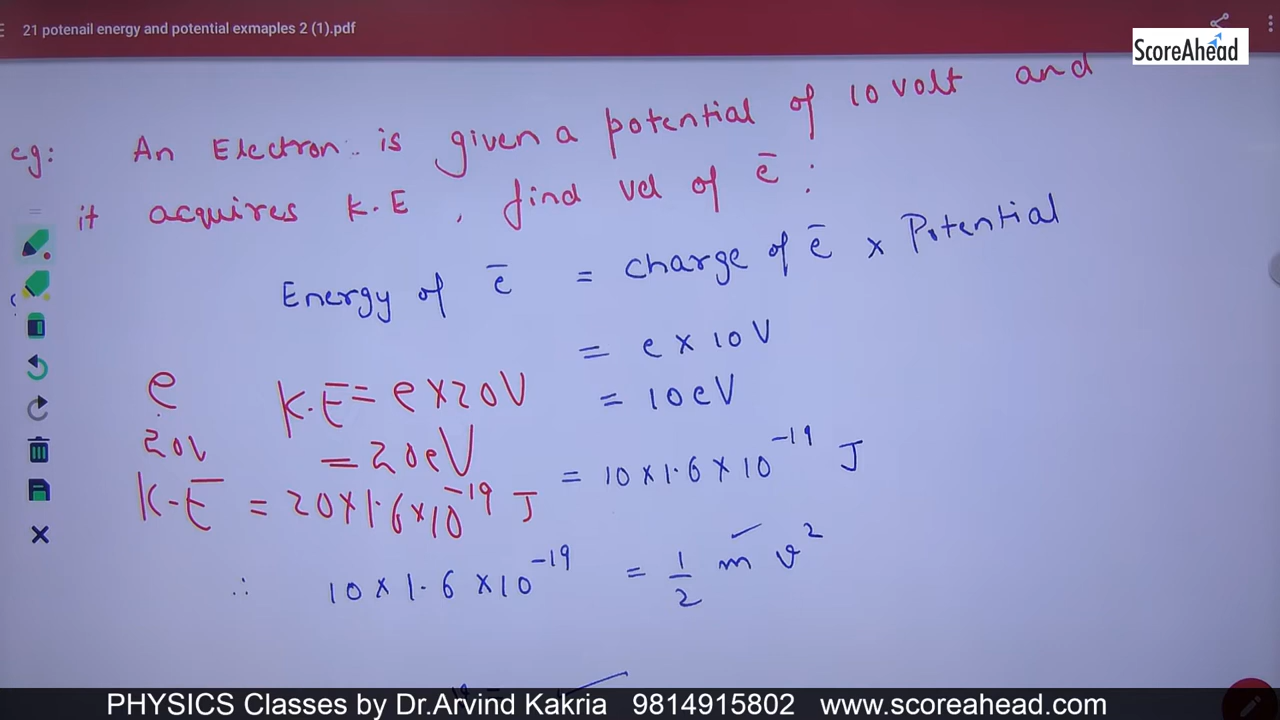 21 potenail energy and potential exmaples 2 (1).pdf
ScoreAhead
eg: An Electron is given a potential of 10 volt and
it acquires K.E , find vel of e̅ :
Energy of e̅ = charge of e̅ × Potential
= e × 10 V
= 10 eV
= 10 × 1.6 × 10⁻¹⁹ J
e
20V
K.E = e × 20V
= 20eV
K.E = 20 × 1.6 × 10⁻¹⁹ J
∴ 10 × 1.6 × 10⁻¹⁹ = 1/2 m v²
PHYSICS Classes by Dr.Arvind Kakria 9814915802 www.scoreahead.com